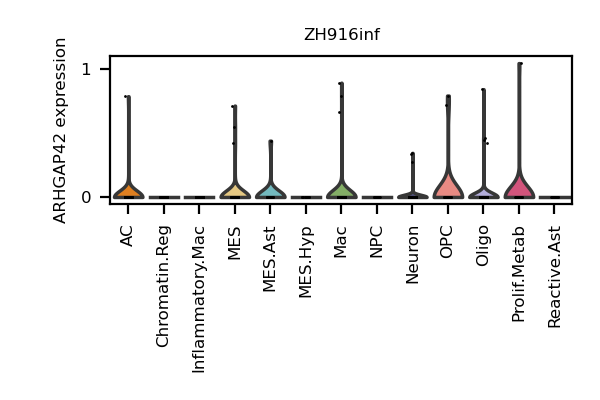 ZH916inf
ARHGAP42 expression
1
0
AC
Chromatin.Reg
Inflammatory.Mac
MES
MES.Ast
MES.Hyp
Mac
NPC
Neuron
OPC
Oligo
Prolif.Metab
Reactive.Ast